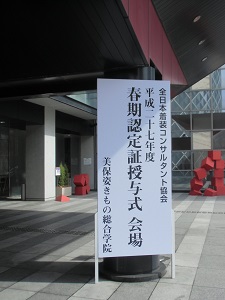 全日本着装コンサルタント協会
平成二十七年度
春期認定証授与式 会場
美保姿きもの総合学院